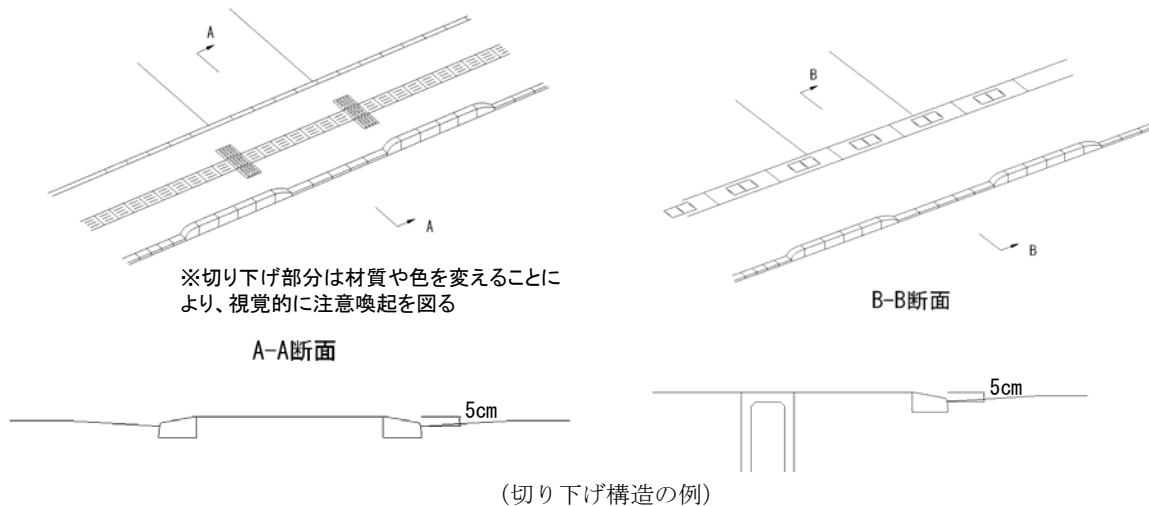 A
A
※切り下げ部分は材質や色を変えることに
より、視覚的に注意喚起を図る
A-A断面
5cm
B
B
B-B断面
5cm
(切り下げ構造の例)